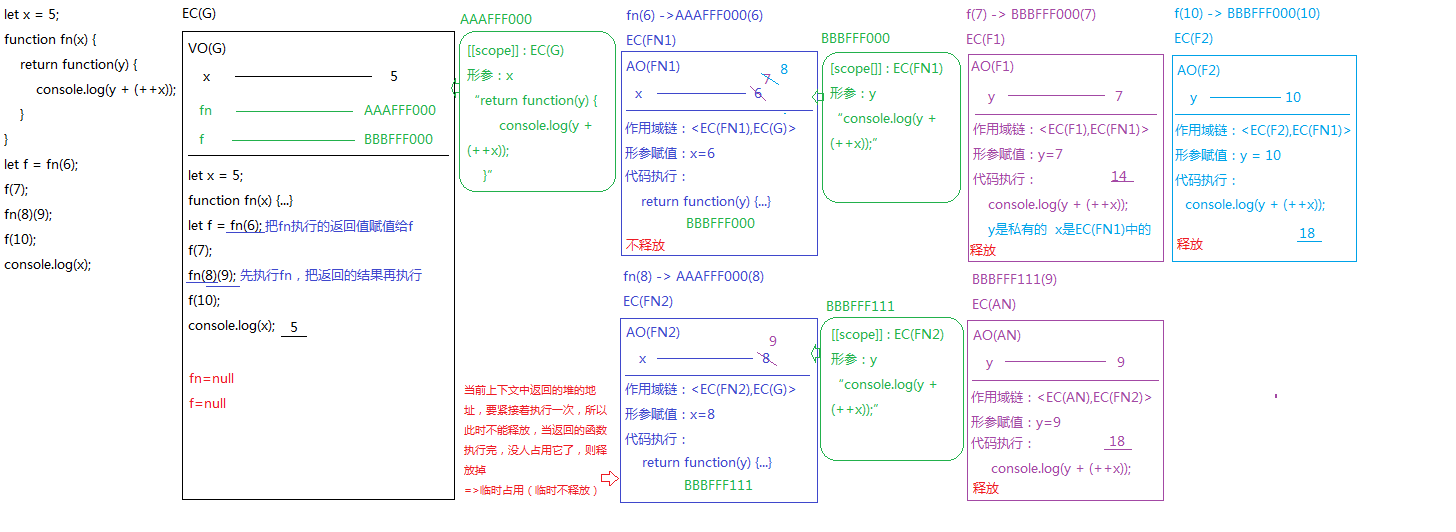 let x = 5;
function fn(x) {
return function(y) {
console.log(y + (++x));
}
}
let f = fn(6);
f(7);
fn(8)(9);
f(10);
console.log(x);
EC(G)
VO(G)
x 5
fn AAAFFF000
f BBBFFF000
let x = 5;
function fn(x) {...}
let f = fn(6); 把fn执行的返回值赋值给f
f(7);
fn(8)(9); 先执行fn，把返回的结果再执行
f(10);
console.log(x); 5
fn=null
f=null
AAAFFF000
[[scope]] : EC(G)
形参：x
“return function(y) {
console.log(y +
(++x));
}”
当前上下文中返回的堆的地
址，要紧接着执行一次，所以
此时不能释放，当返回的函数
执行完，没人占用它了，则释
放掉
=>临时占用（临时不释放）
fn(6) ->AAAFFF000(6)
EC(FN1)
AO(FN1)
x 6 7 8
作用域链：<EC(FN1),EC(G)>
形参赋值：x=6
代码执行：
return function(y) {...}
BBBFFF000
不释放
BBBFFF000
[scope[]] : EC(FN1)
形参：y
“console.log(y +
(++x));”
f(7) -> BBBFFF000(7)
EC(F1)
AO(F1)
y 7
作用域链：<EC(F1),EC(FN1)>
形参赋值：y=7
代码执行： 14
console.log(y + (++x));
y是私有的 x是EC(FN1)中的
释放
f(10) -> BBBFFF000(10)
EC(F2)
AO(F2)
y 10
作用域链：<EC(F2),EC(FN1)>
形参赋值：y = 10
代码执行：
console.log(y + (++x));
释放 18
fn(8) -> AAAFFF000(8)
EC(FN2)
AO(FN2)
x 8 9
作用域链：<EC(FN2),EC(G)>
形参赋值：x=8
代码执行：
return function(y) {...}
BBBFFF111
BBBFFF111
[[scope]] : EC(FN2)
形参：y
“console.log(y +
(++x));”
BBBFFF111(9)
EC(AN)
AO(AN)
y 9
作用域链：<EC(AN),EC(FN2)>
形参赋值：y=9
代码执行： 18
console.log(y + (++x));
释放